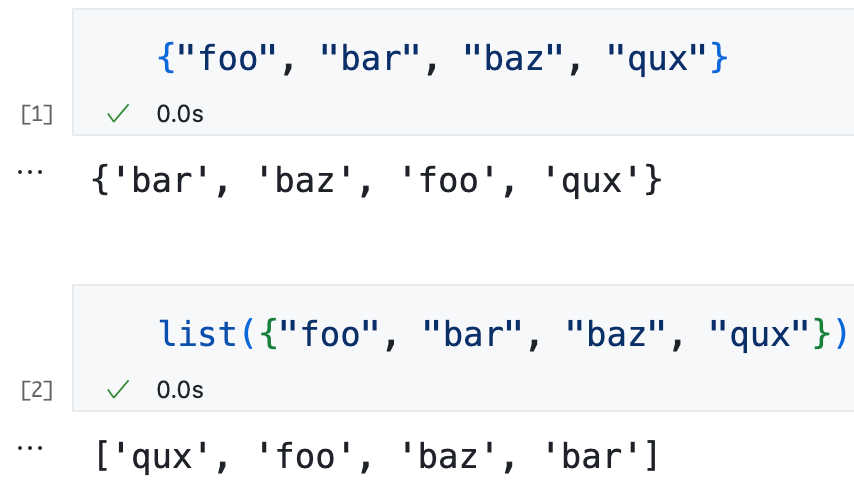 {"foo", "bar", "baz", "qux"}
[1]
✓ 0.0s
... {'bar', 'baz', 'foo', 'qux'}
list({"foo", "bar", "baz", "qux"})
[2]
✓ 0.0s
... ['qux', 'foo', 'baz', 'bar']